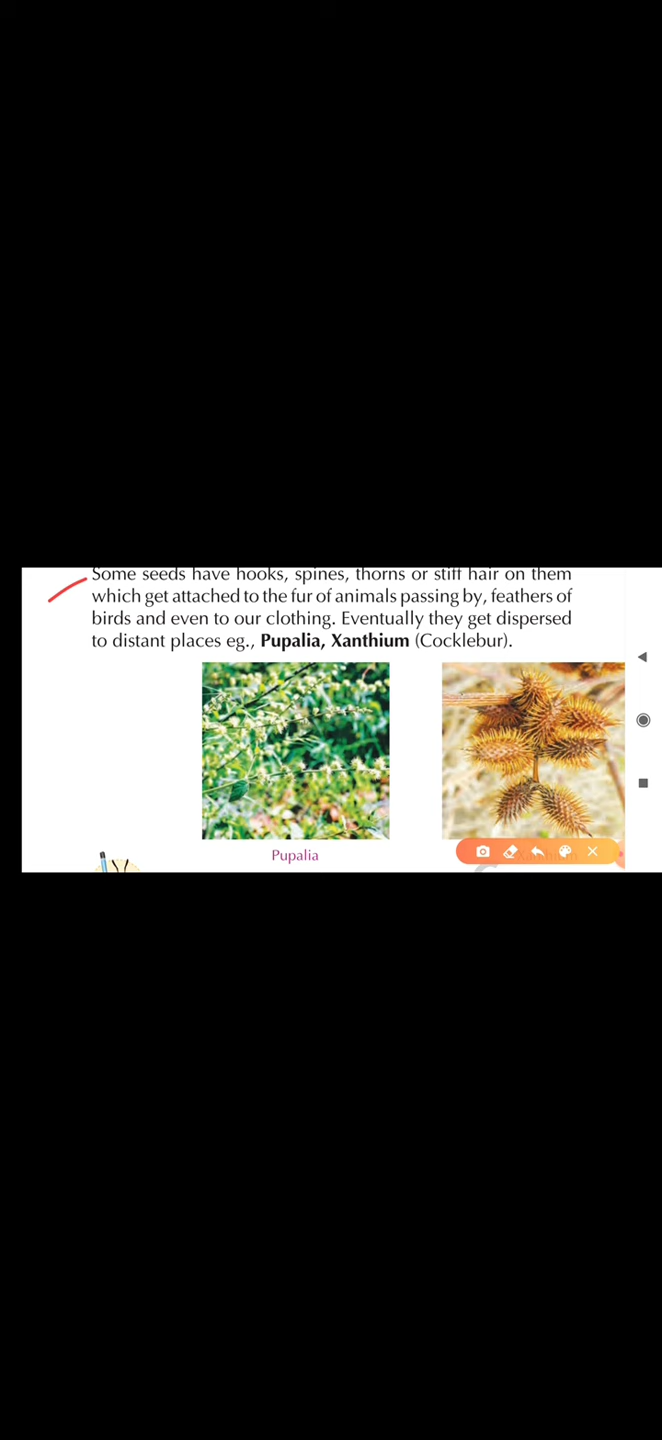 Some seeds have hooks, spines, thorns or stiff hair on them
which get attached to the fur of animals passing by, feathers of
birds and even to our clothing. Eventually they get dispersed
to distant places eg., Pupalia, Xanthium (Cocklebur).
Pupalia